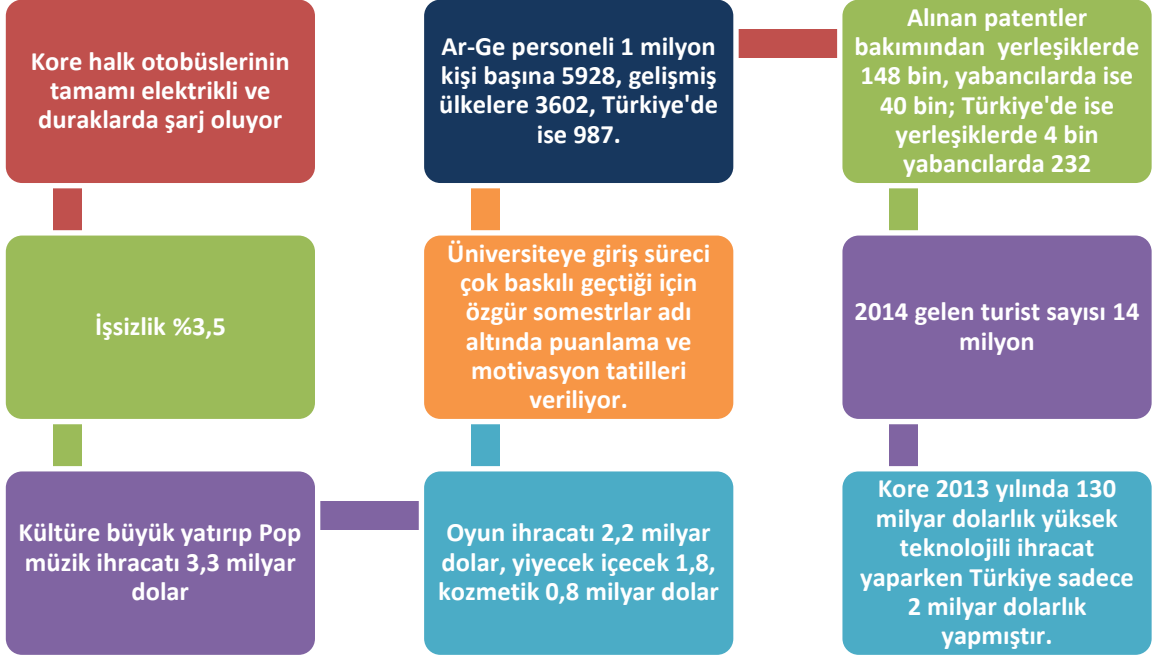 Kore halk otobüslerinin
tamamı elektrikli ve
duraklarda şarj oluyor
İşsizlik %3,5
Kültüre büyük yatırıp Pop
müzik ihracatı 3,3 milyar
dolar
Oyun ihracatı 2,2 milyar
dolar, yiyecek içecek 1,8,
kozmetik 0,8 milyar dolar
Üniversiteye giriş süreci
çok baskılı geçtiği için
özgür somestrlar adı
altında puanlama ve
motivasyon tatilleri
veriliyor.
Ar-Ge personeli 1 milyon
kişi başına 5928, gelişmiş
ülkelere 3602, Türkiye'de
ise 987.
Alınan patentler
bakımından yerleşiklerde
148 bin, yabancılarda ise
40 bin; Türkiye'de ise
yerleşiklerde 4 bin
yabancılarda 232
2014 gelen turist sayısı 14
milyon
Kore 2013 yılında 130
milyar dolarlık yüksek
teknolojili ihracat
yaparken Türkiye sadece
2 milyar dolarlık
yapmıştır.